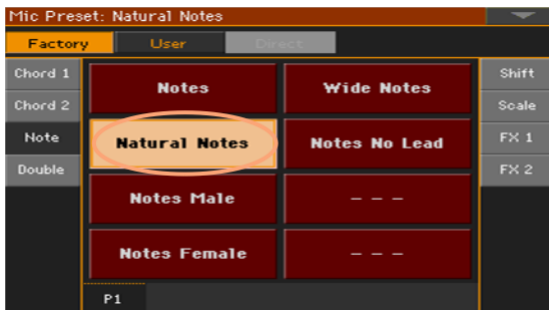 Mic Preset: Natural Notes
Factory User Direct
Chord 1
Chord 2
Note
Double
Notes Wide Notes
Natural Notes Notes No Lead
Notes Male - - -
Notes Female - - -
Shift
Scale
FX 1
FX 2
P1